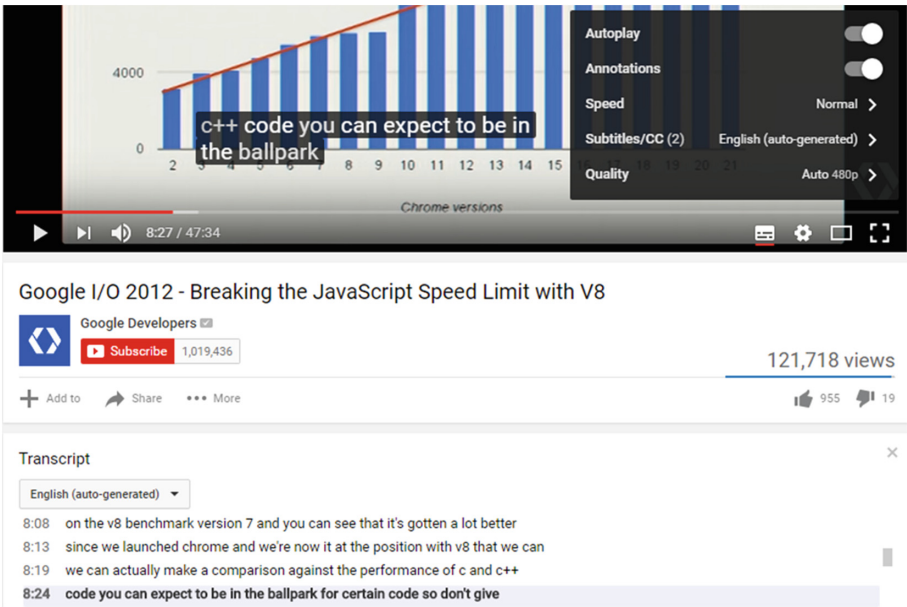 Autoplay
Annotations
4000
Speed Normal
c++ code you can expect to be in
the ballpark
Subtitles/CC (2) English (auto-generated)
0
2 3 4 8 9 10 11 12 13 14 15 16 18 19 20 21
Quality Auto 480p
Chrome versions
8:27 / 47:34
Google I/O 2012 - Breaking the JavaScript Speed Limit with V8
Google Developers
Subscribe 1,019,436
121,718 views
Add to Share More
955 19
Transcript
English (auto-generated)
8:08 on the v8 benchmark version 7 and you can see that it's gotten a lot better
8:13 since we launched chrome and we're now it at the position with v8 that we can
8:19 we can actually make a comparison against the performance of c and c++
8:24 code you can expect to be in the ballpark for certain code so don't give